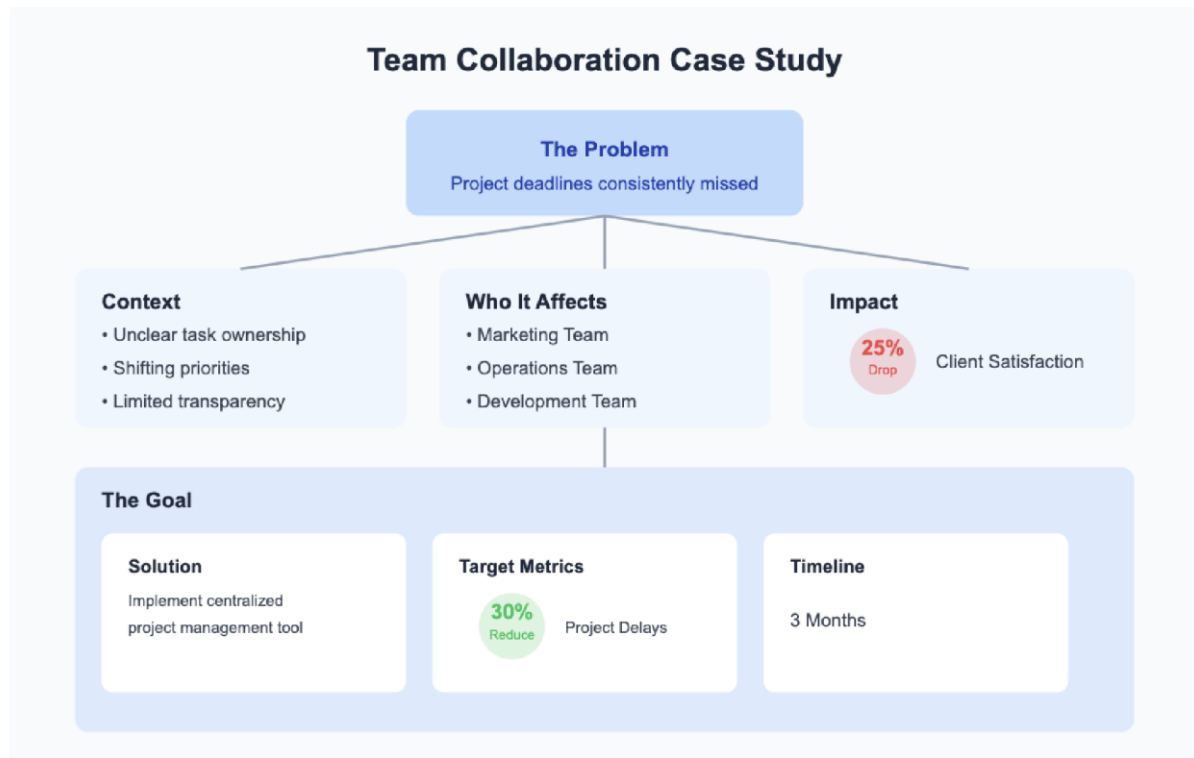 Team Collaboration Case Study
The Problem
Project deadlines consistently missed
Context
• Unclear task ownership
• Shifting priorities
• Limited transparency
Who It Affects
• Marketing Team
• Operations Team
• Development Team
Impact
25%
Drop
Client Satisfaction
The Goal
Solution
Implement centralized
project management tool
Target Metrics
30%
Reduce
Project Delays
Timeline
3 Months